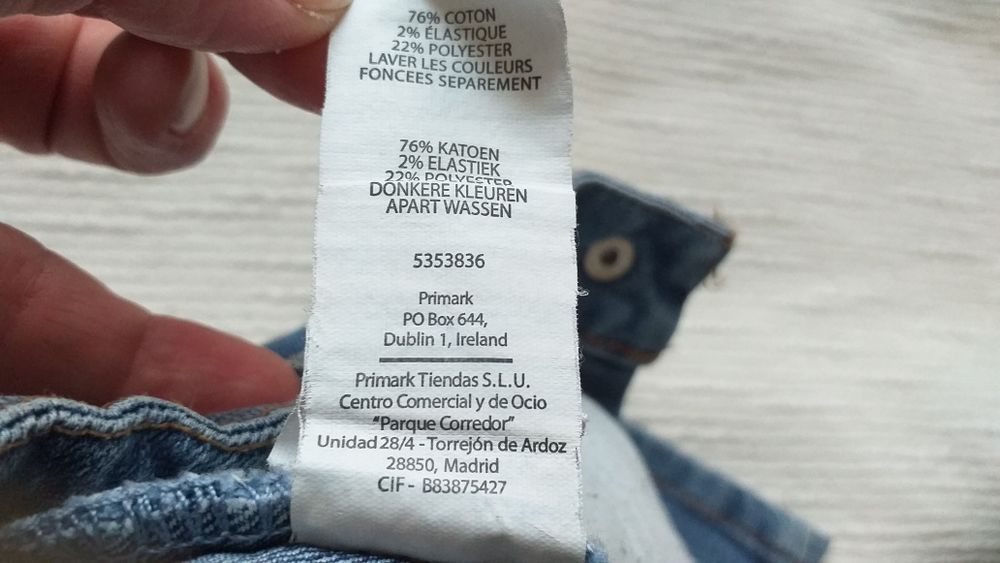 76% COTON
2% ÉLASTIQUE
22% POLYESTER
LAVER LES COULEURS
FONCEES SEPAREMENT
76% KATOEN
2% ELASTIEK
22% POLYESTER
DONKERE KLEUREN
APART WASSEN
5353836
Primark
PO Box 644,
Dublin 1, Ireland
Primark Tiendas S.L.U.
Centro Comercial y de Ocio
“Parque Corredor”
Unidad 28/4 - Torrejón de Ardoz
28850, Madrid
CIF - B83875427